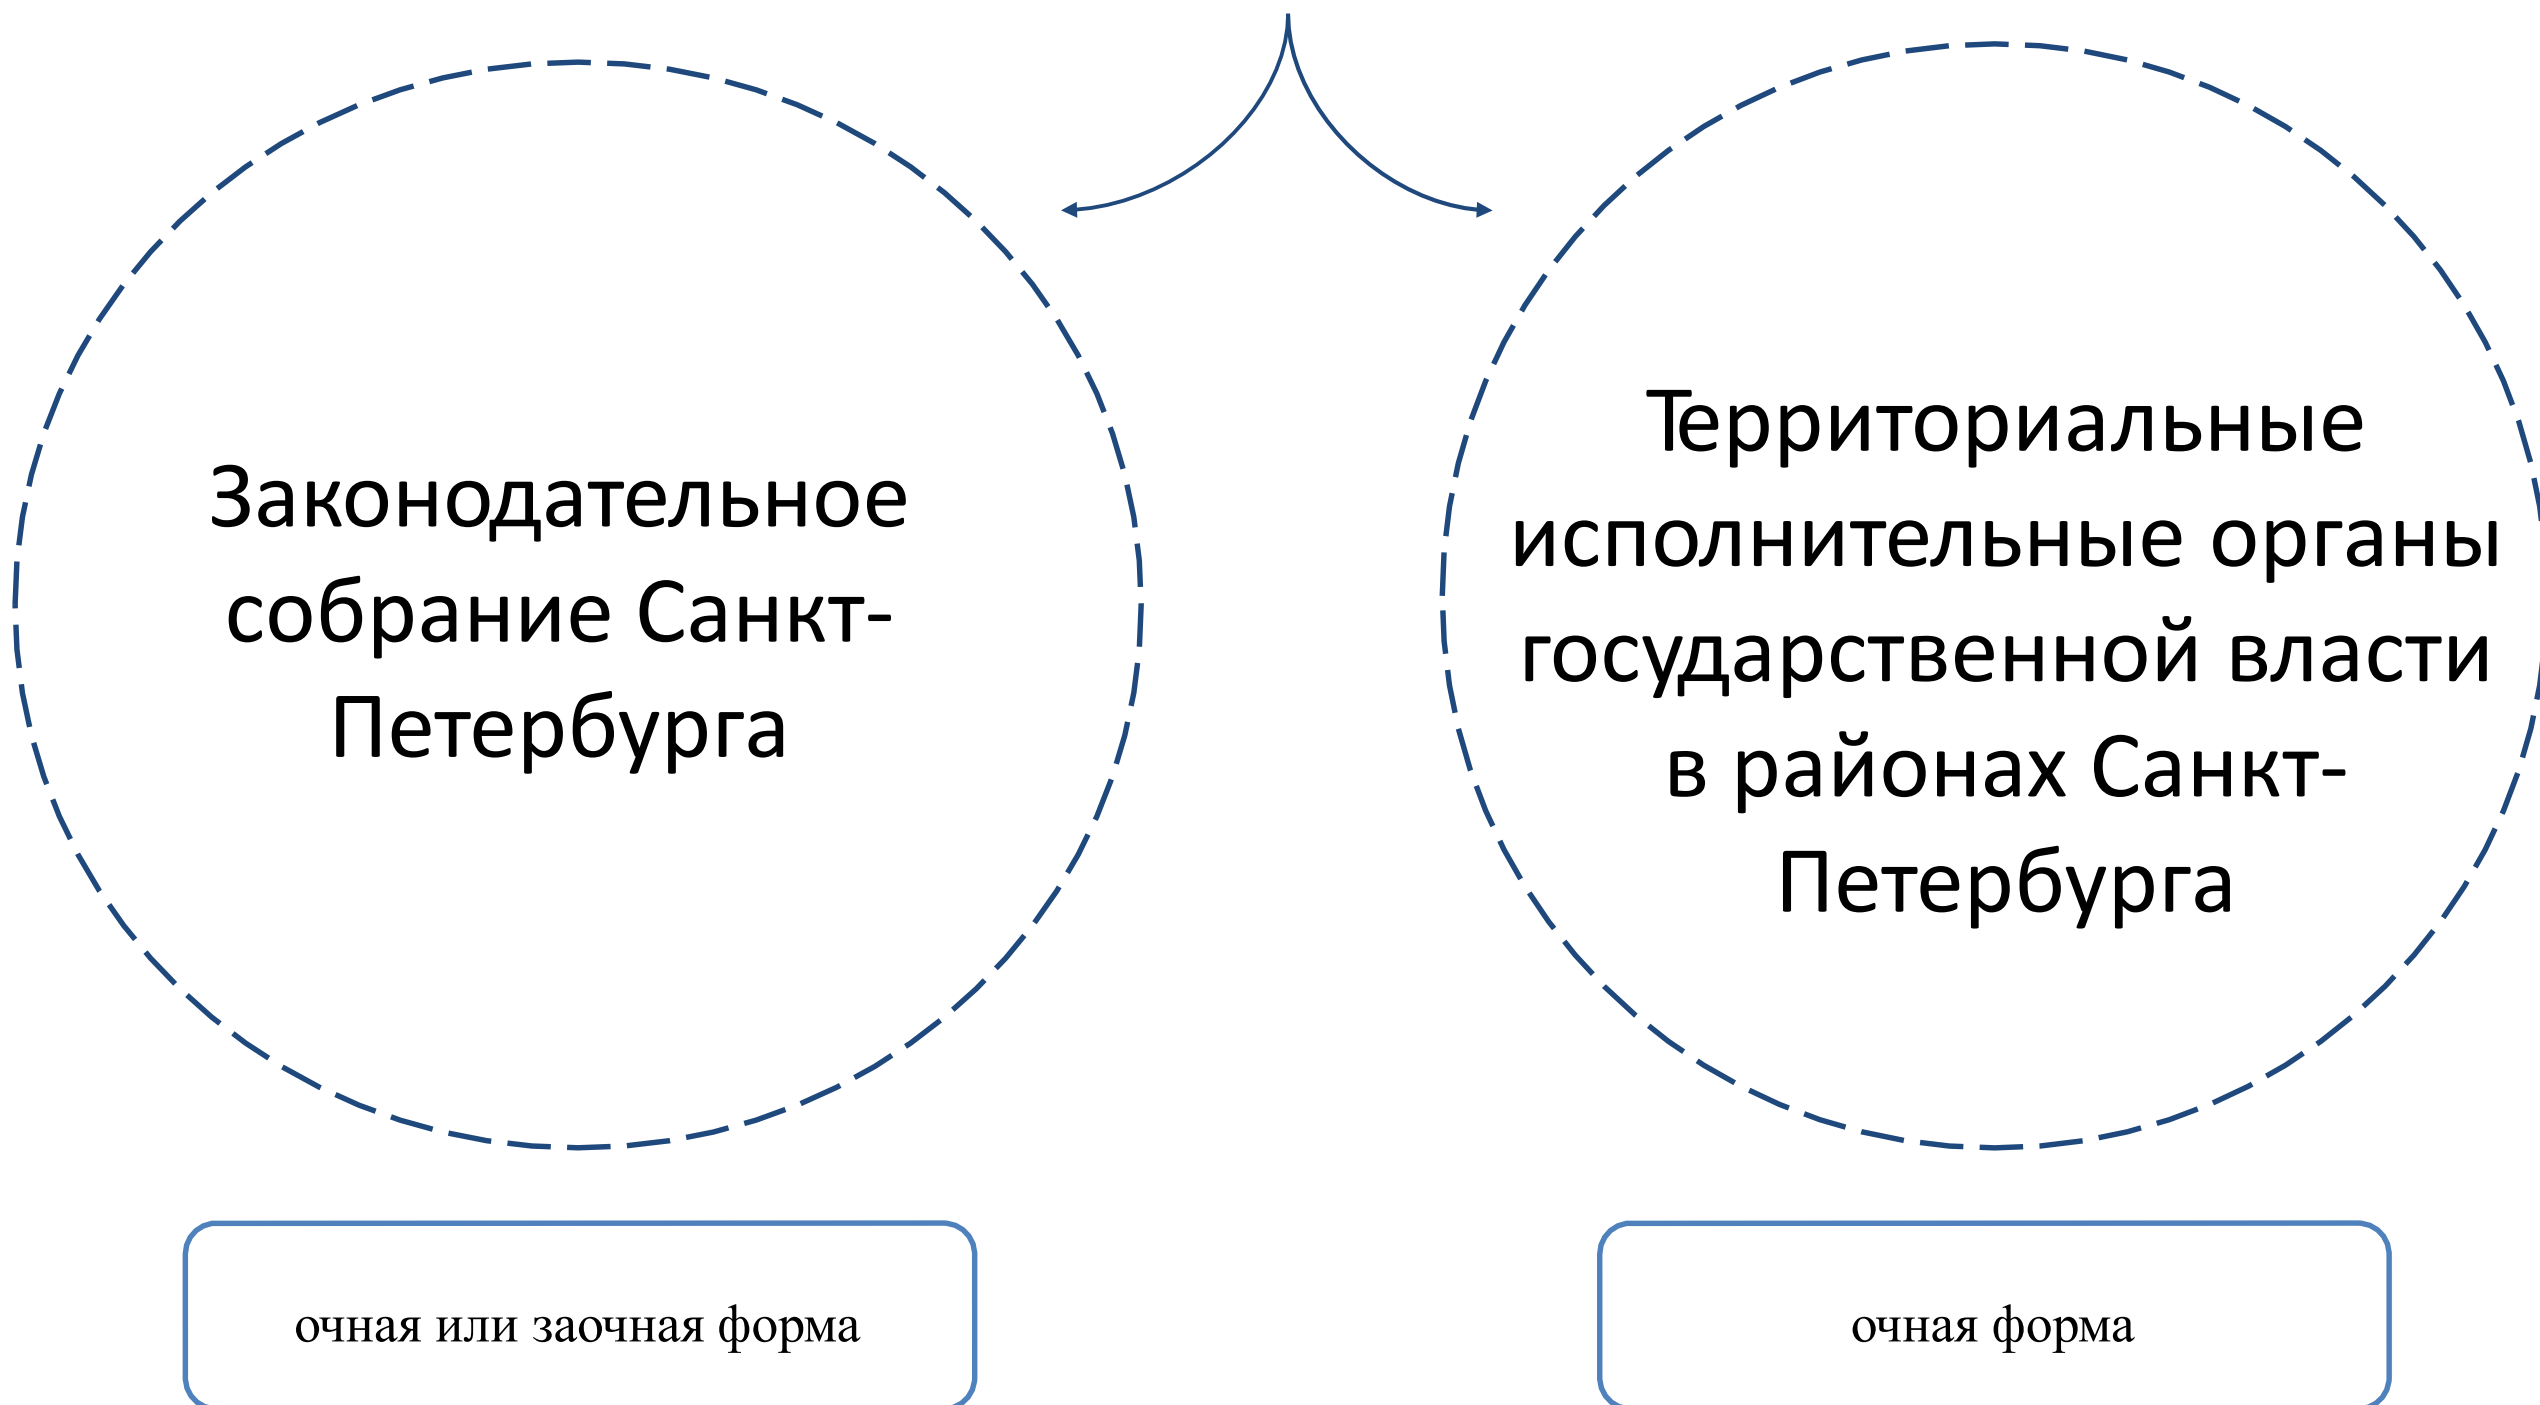 Законодательное
собрание Санкт-
Петербурга
Территориальные
исполнительные органы
государственной власти
в районах Санкт-
Петербурга
очная или заочная форма
очная форма